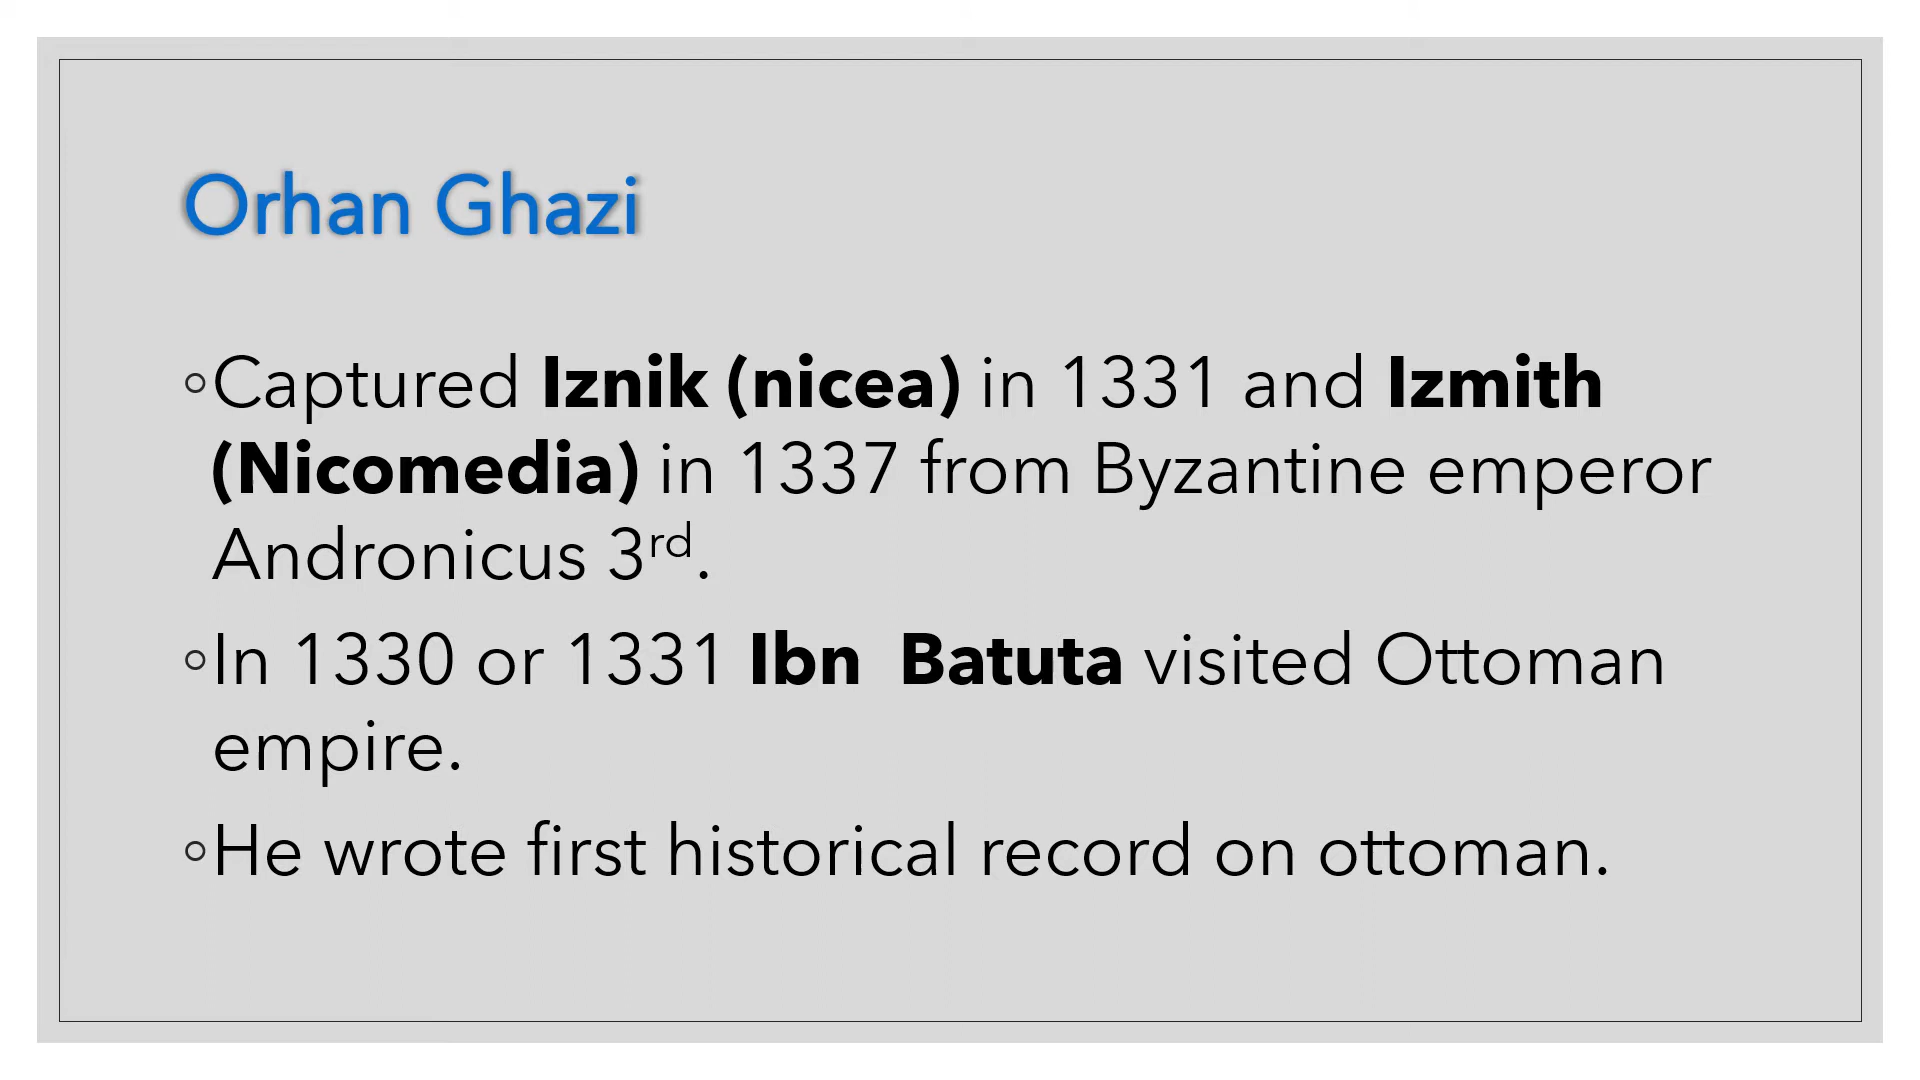 Orhan Ghazi
◦Captured Iznik (nicea) in 1331 and Izmith
(Nicomedia) in 1337 from Byzantine emperor
Andronicus 3rd.
◦In 1330 or 1331 Ibn  Batuta visited Ottoman
empire.
◦He wrote first historical record on ottoman.